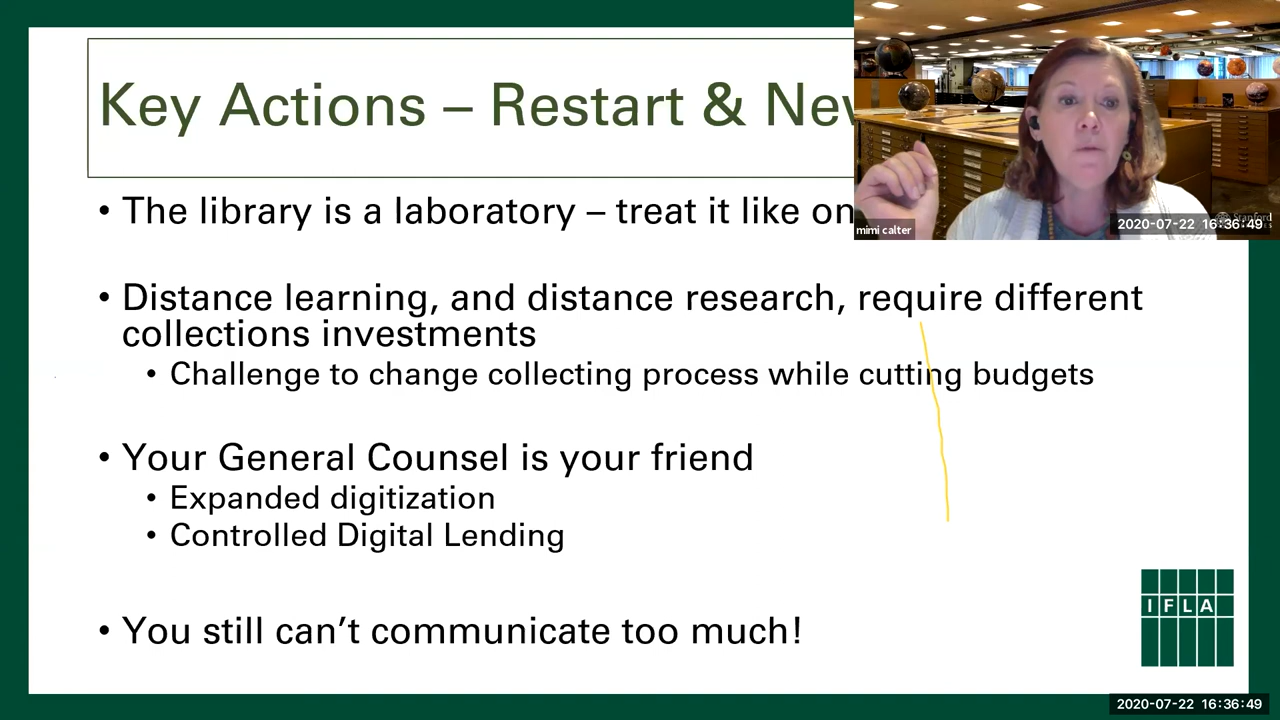 Key Actions – Restart & New
• The library is a laboratory – treat it like on
mimi calter
2020-07-22 16:36:49
• Distance learning, and distance research, require different
collections investments
• Challenge to change collecting process while cutting budgets
• Your General Counsel is your friend
• Expanded digitization
• Controlled Digital Lending
IFLA
• You still can’t communicate too much!
2020-07-22 16:36:49